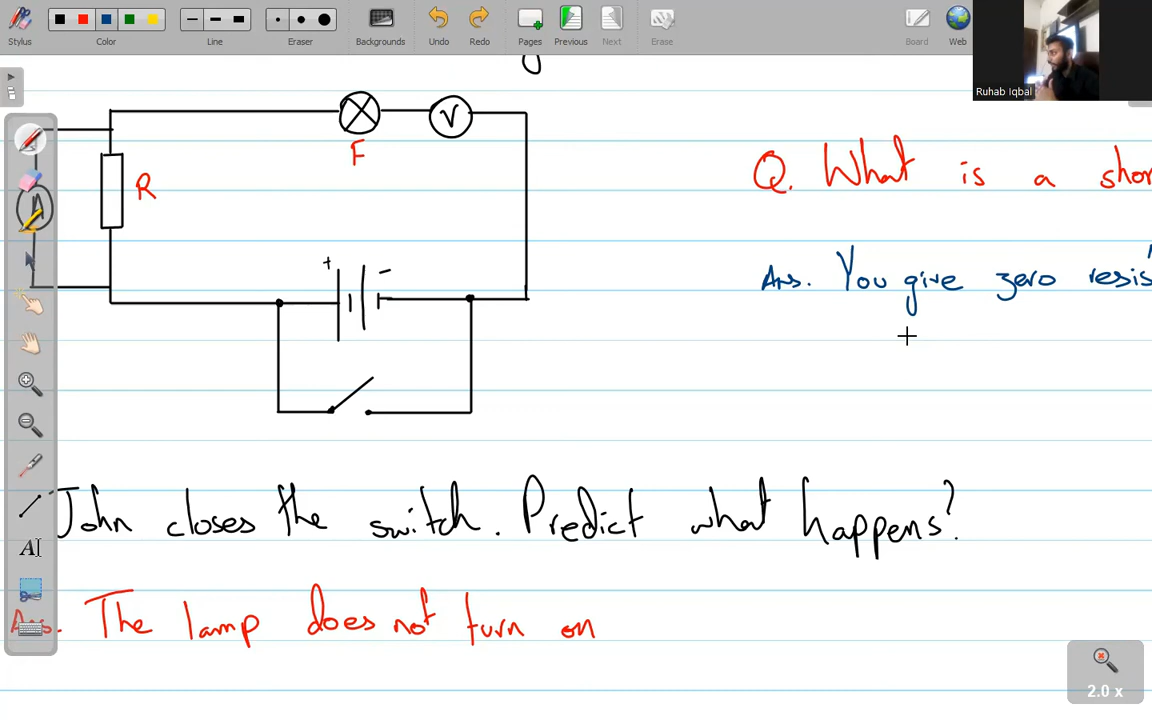 Stylus Color Line Eraser Backgrounds Undo Redo Pages Previous Next Erase Board Web
Ruhab Iqbal
F
V
R
A
+ -
Q. What is a shor
Ans. You give zero resis
John closes the switch. Predict what happens?
Ans. The lamp does not turn on
2.0 x